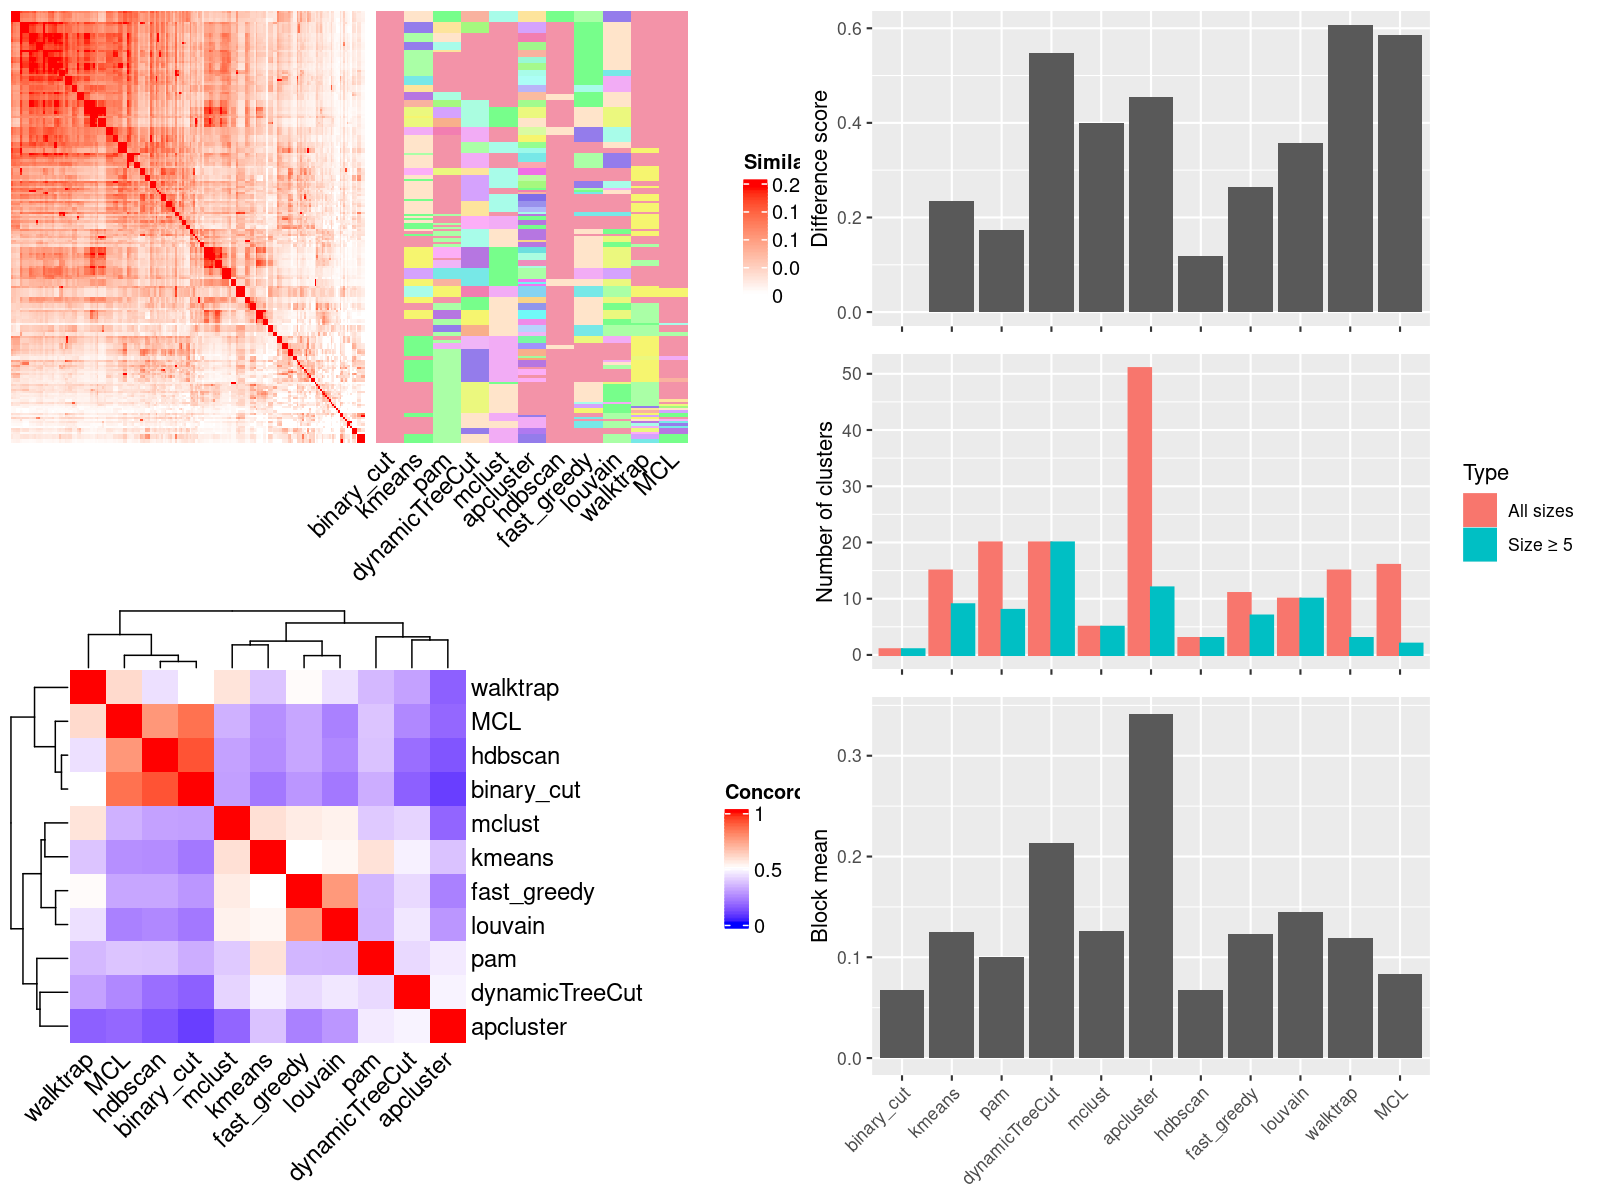 Simila
0.2
0.1
0.1
0.0
0
binary_cut
kmeans
pam
dynamicTreeCut
mclust
apcluster
hdbscan
fast_greedy
louvain
walktrap
MCL
walktrap
MCL
hdbscan
binary_cut
mclust
kmeans
fast_greedy
louvain
pam
dynamicTreeCut
apcluster
walktrap
MCL
hdbscan
binary_cut
mclust
kmeans
fast_greedy
louvain
pam
dynamicTreeCut
apcluster
Concord
1
0.5
0
Difference score
0.6
0.4
0.2
0.0
Number of clusters
50
40
30
20
10
0
Type
All sizes
Size ≥ 5
Block mean
0.3
0.2
0.1
0.0
binary_cut
kmeans
pam
dynamicTreeCut
mclust
apcluster
hdbscan
fast_greedy
louvain
walktrap
MCL